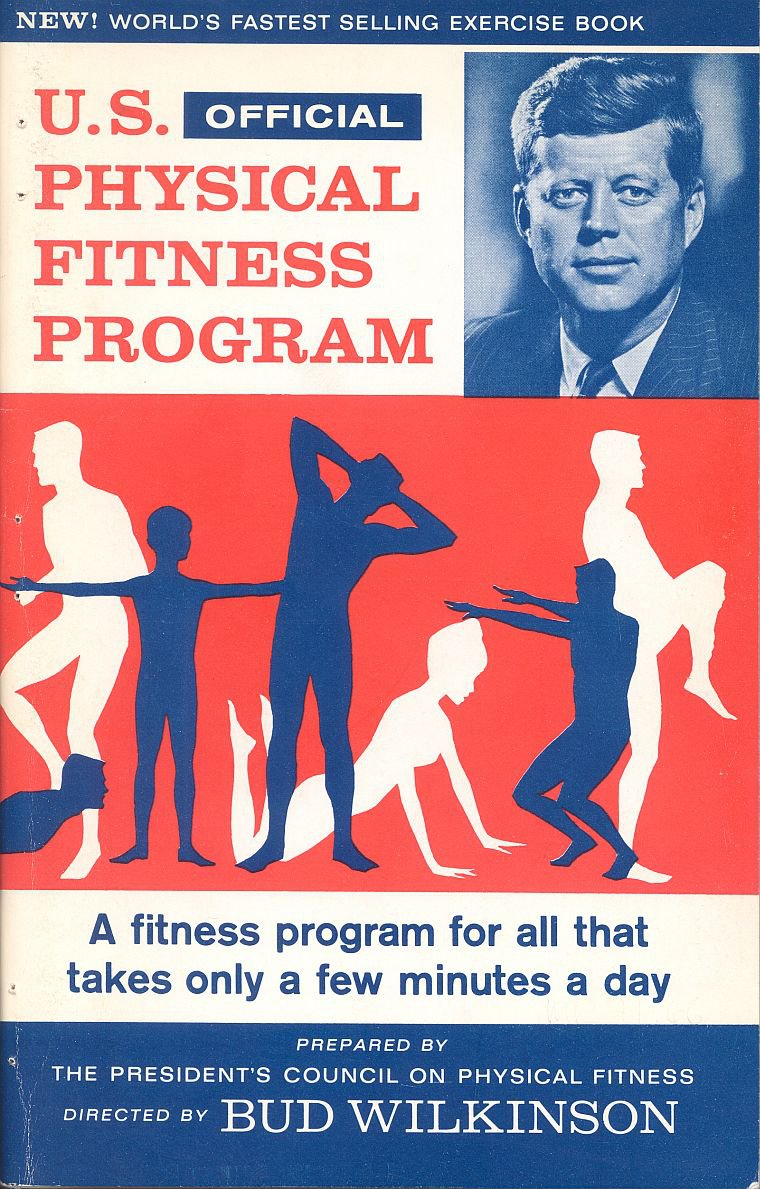 NEW! WORLD'S FASTEST SELLING EXERCISE BOOK
U.S. OFFICIAL
PHYSICAL
FITNESS
PROGRAM
A fitness program for all that
takes only a few minutes a day
PREPARED BY
THE PRESIDENT'S COUNCIL ON PHYSICAL FITNESS
DIRECTED BY BUD WILKINSON